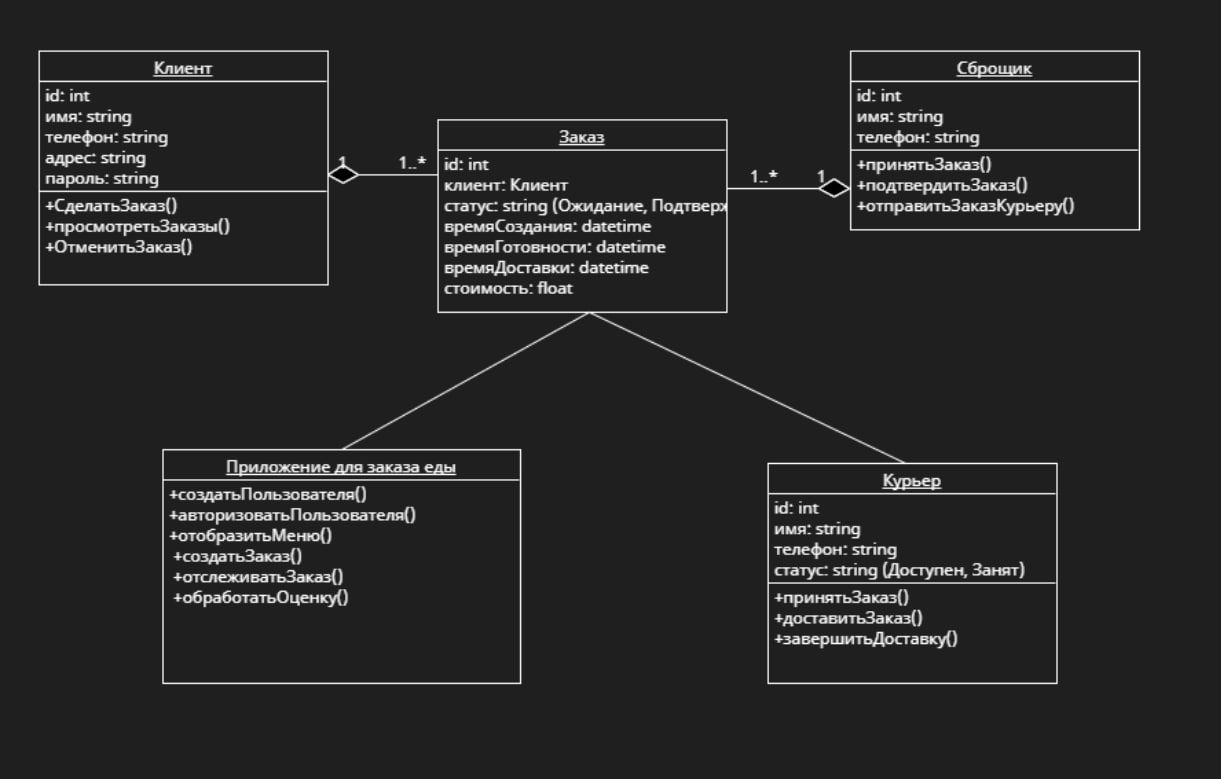 Клиент
id: int
имя: string
телефон: string
адрес: string
пароль: string
+СделатьЗаказ()
+просмотретьЗаказы()
+ОтменитьЗаказ()
1
1..*
Заказ
id: int
клиент: Клиент
статус: string (Ожидание, Подтверж
времяСоздания: datetime
времяГотовности: datetime
времяДоставки: datetime
стоимость: float
1..*
1
Сброщик
id: int
имя: string
телефон: string
+принятьЗаказ()
+подтвердитьЗаказ()
+отправитьЗаказКурьеру()
Приложение для заказа еды
+создатьПользователя()
+авторизоватьПользователя()
+отобразитьМеню()
+создатьЗаказ()
+отслеживатьЗаказ()
+обработатьОценку()
Курьер
id: int
имя: string
телефон: string
статус: string (Доступен, Занят)
+принятьЗаказ()
+доставитьЗаказ()
+завершитьДоставку()